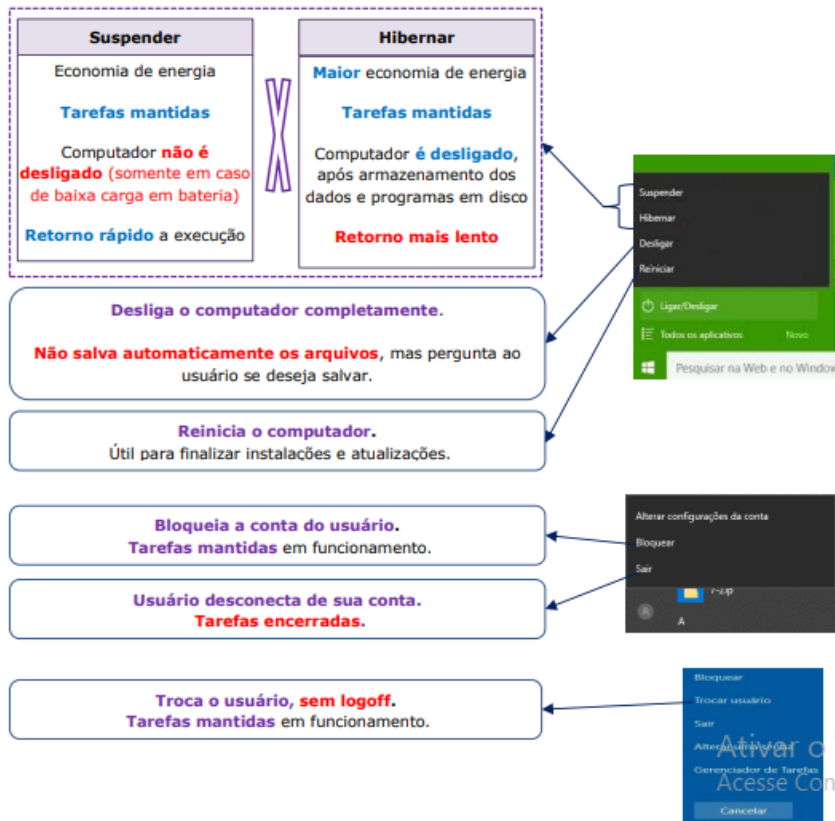 Suspender
Economia de energia
Tarefas mantidas
Computador não é
desligado (somente em caso
de baixa carga em bateria)
Retorno rápido a execução
Hibernar
Maior economia de energia
Tarefas mantidas
Computador é desligado,
após armazenamento dos
dados e programas em disco
Retorno mais lento
Suspender
Hibernar
Desligar
Reiniciar
Ligar/Desligar
Todos os aplicativos Novo
Pesquisar na Web e no Window
Desliga o computador completamente.
Não salva automaticamente os arquivos, mas pergunta ao
usuário se deseja salvar.
Reinicia o computador.
Útil para finalizar instalações e atualizações.
Bloqueia a conta do usuário.
Tarefas mantidas em funcionamento.
Usuário desconecta de sua conta.
Tarefas encerradas.
Alterar configurações da conta
Bloquear
Sair
7-Zip
A
Troca o usuário, sem logoff.
Tarefas mantidas em funcionamento.
Bloquear
Trocar usuário
Sair
Alterar uma senha
Gerenciador de Tarefas
Cancelar
Ativar o
Acesse Con